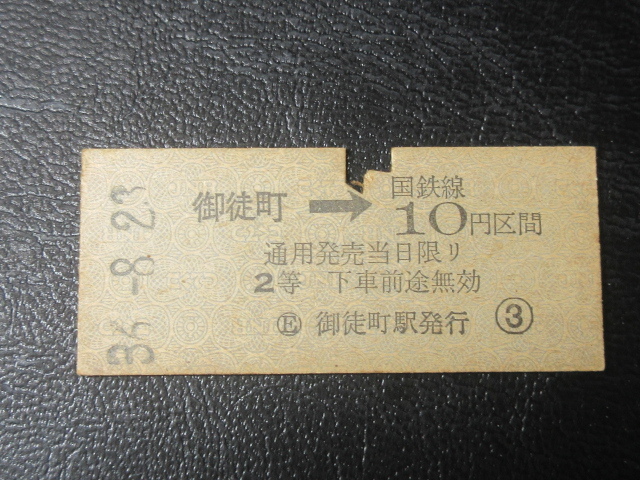 御徒町 → 国鉄線 10円区間
通用発売当日限り
2等 下車前途無効
Ⓔ 御徒町駅発行 ③
38.-8.23